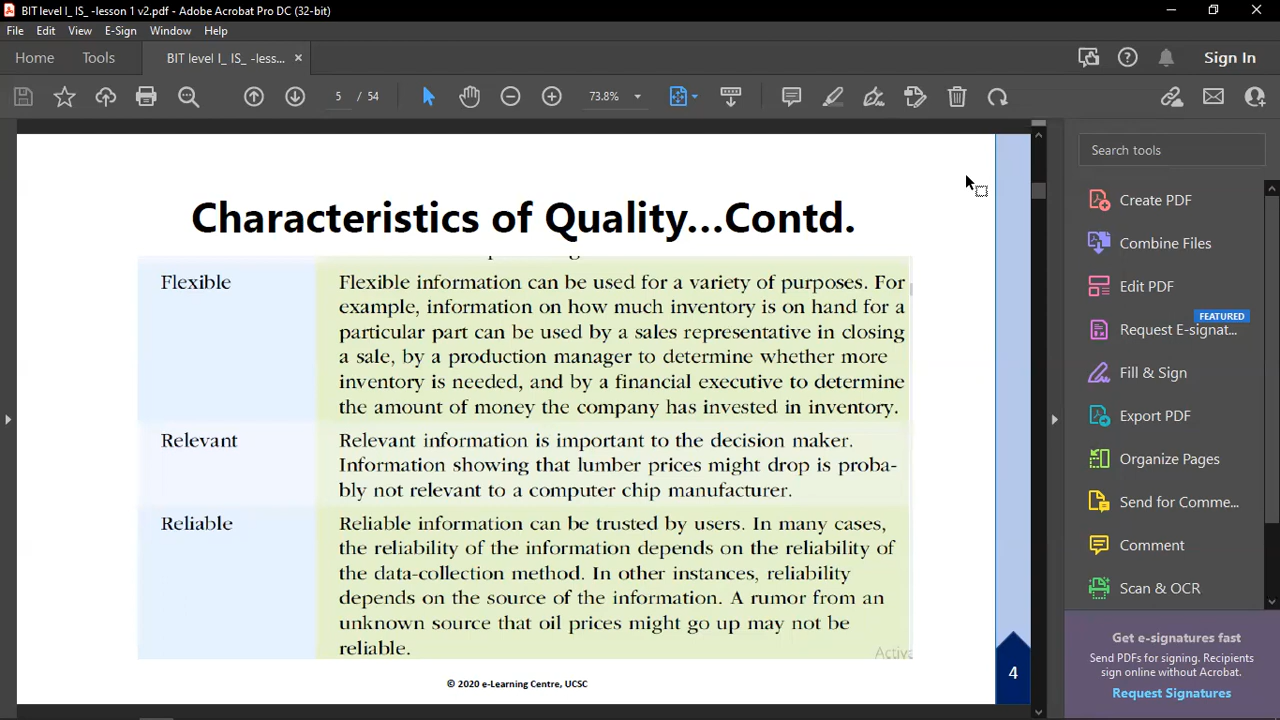 BIT level I_ IS_ -lesson 1 v2.pdf - Adobe Acrobat Pro DC (32-bit)
File Edit View E-Sign Window Help
Home Tools BIT level I_ IS_ -less... × Sign In
5 / 54 73.8%
Search tools
Characteristics of Quality...Contd.
Flexible
Flexible information can be used for a variety of purposes. For
example, information on how much inventory is on hand for a
particular part can be used by a sales representative in closing
a sale, by a production manager to determine whether more
inventory is needed, and by a financial executive to determine
the amount of money the company has invested in inventory.
Relevant
Relevant information is important to the decision maker.
Information showing that lumber prices might drop is proba-
bly not relevant to a computer chip manufacturer.
Reliable
Reliable information can be trusted by users. In many cases,
the reliability of the information depends on the reliability of
the data-collection method. In other instances, reliability
depends on the source of the information. A rumor from an
unknown source that oil prices might go up may not be
reliable.
Activa
© 2020 e-Learning Centre, UCSC
4
Create PDF
Combine Files
Edit PDF
FEATURED
Request E-signat...
Fill & Sign
Export PDF
Organize Pages
Send for Comme...
Comment
Scan & OCR
Get e-signatures fast
Send PDFs for signing. Recipients
sign online without Acrobat.
Request Signatures